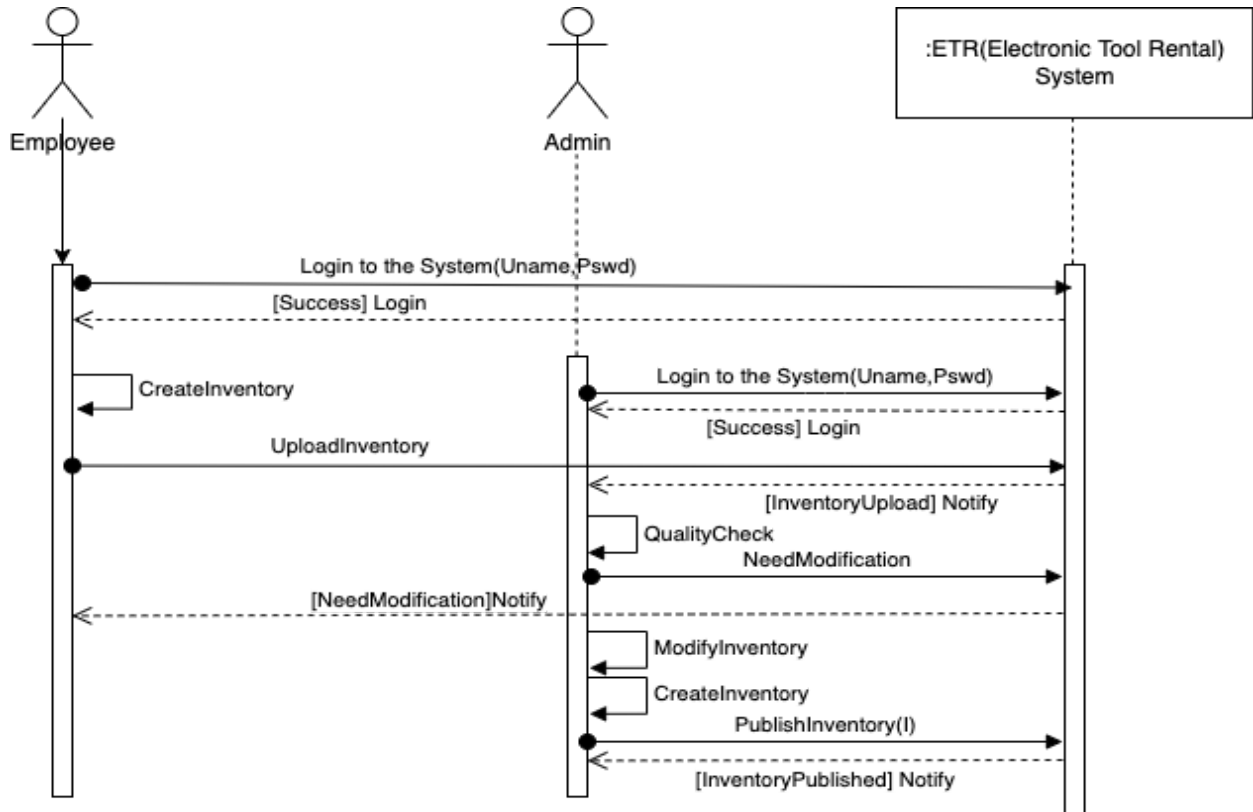 :ETR(Electronic Tool Rental)
System
Employee
Admin
Login to the System(Uname,Pswd)
[Success] Login
CreateInventory
Login to the System(Uname,Pswd)
[Success] Login
UploadInventory
[InventoryUpload] Notify
QualityCheck
NeedModification
[NeedModification]Notify
ModifyInventory
CreateInventory
PublishInventory(I)
[InventoryPublished] Notify